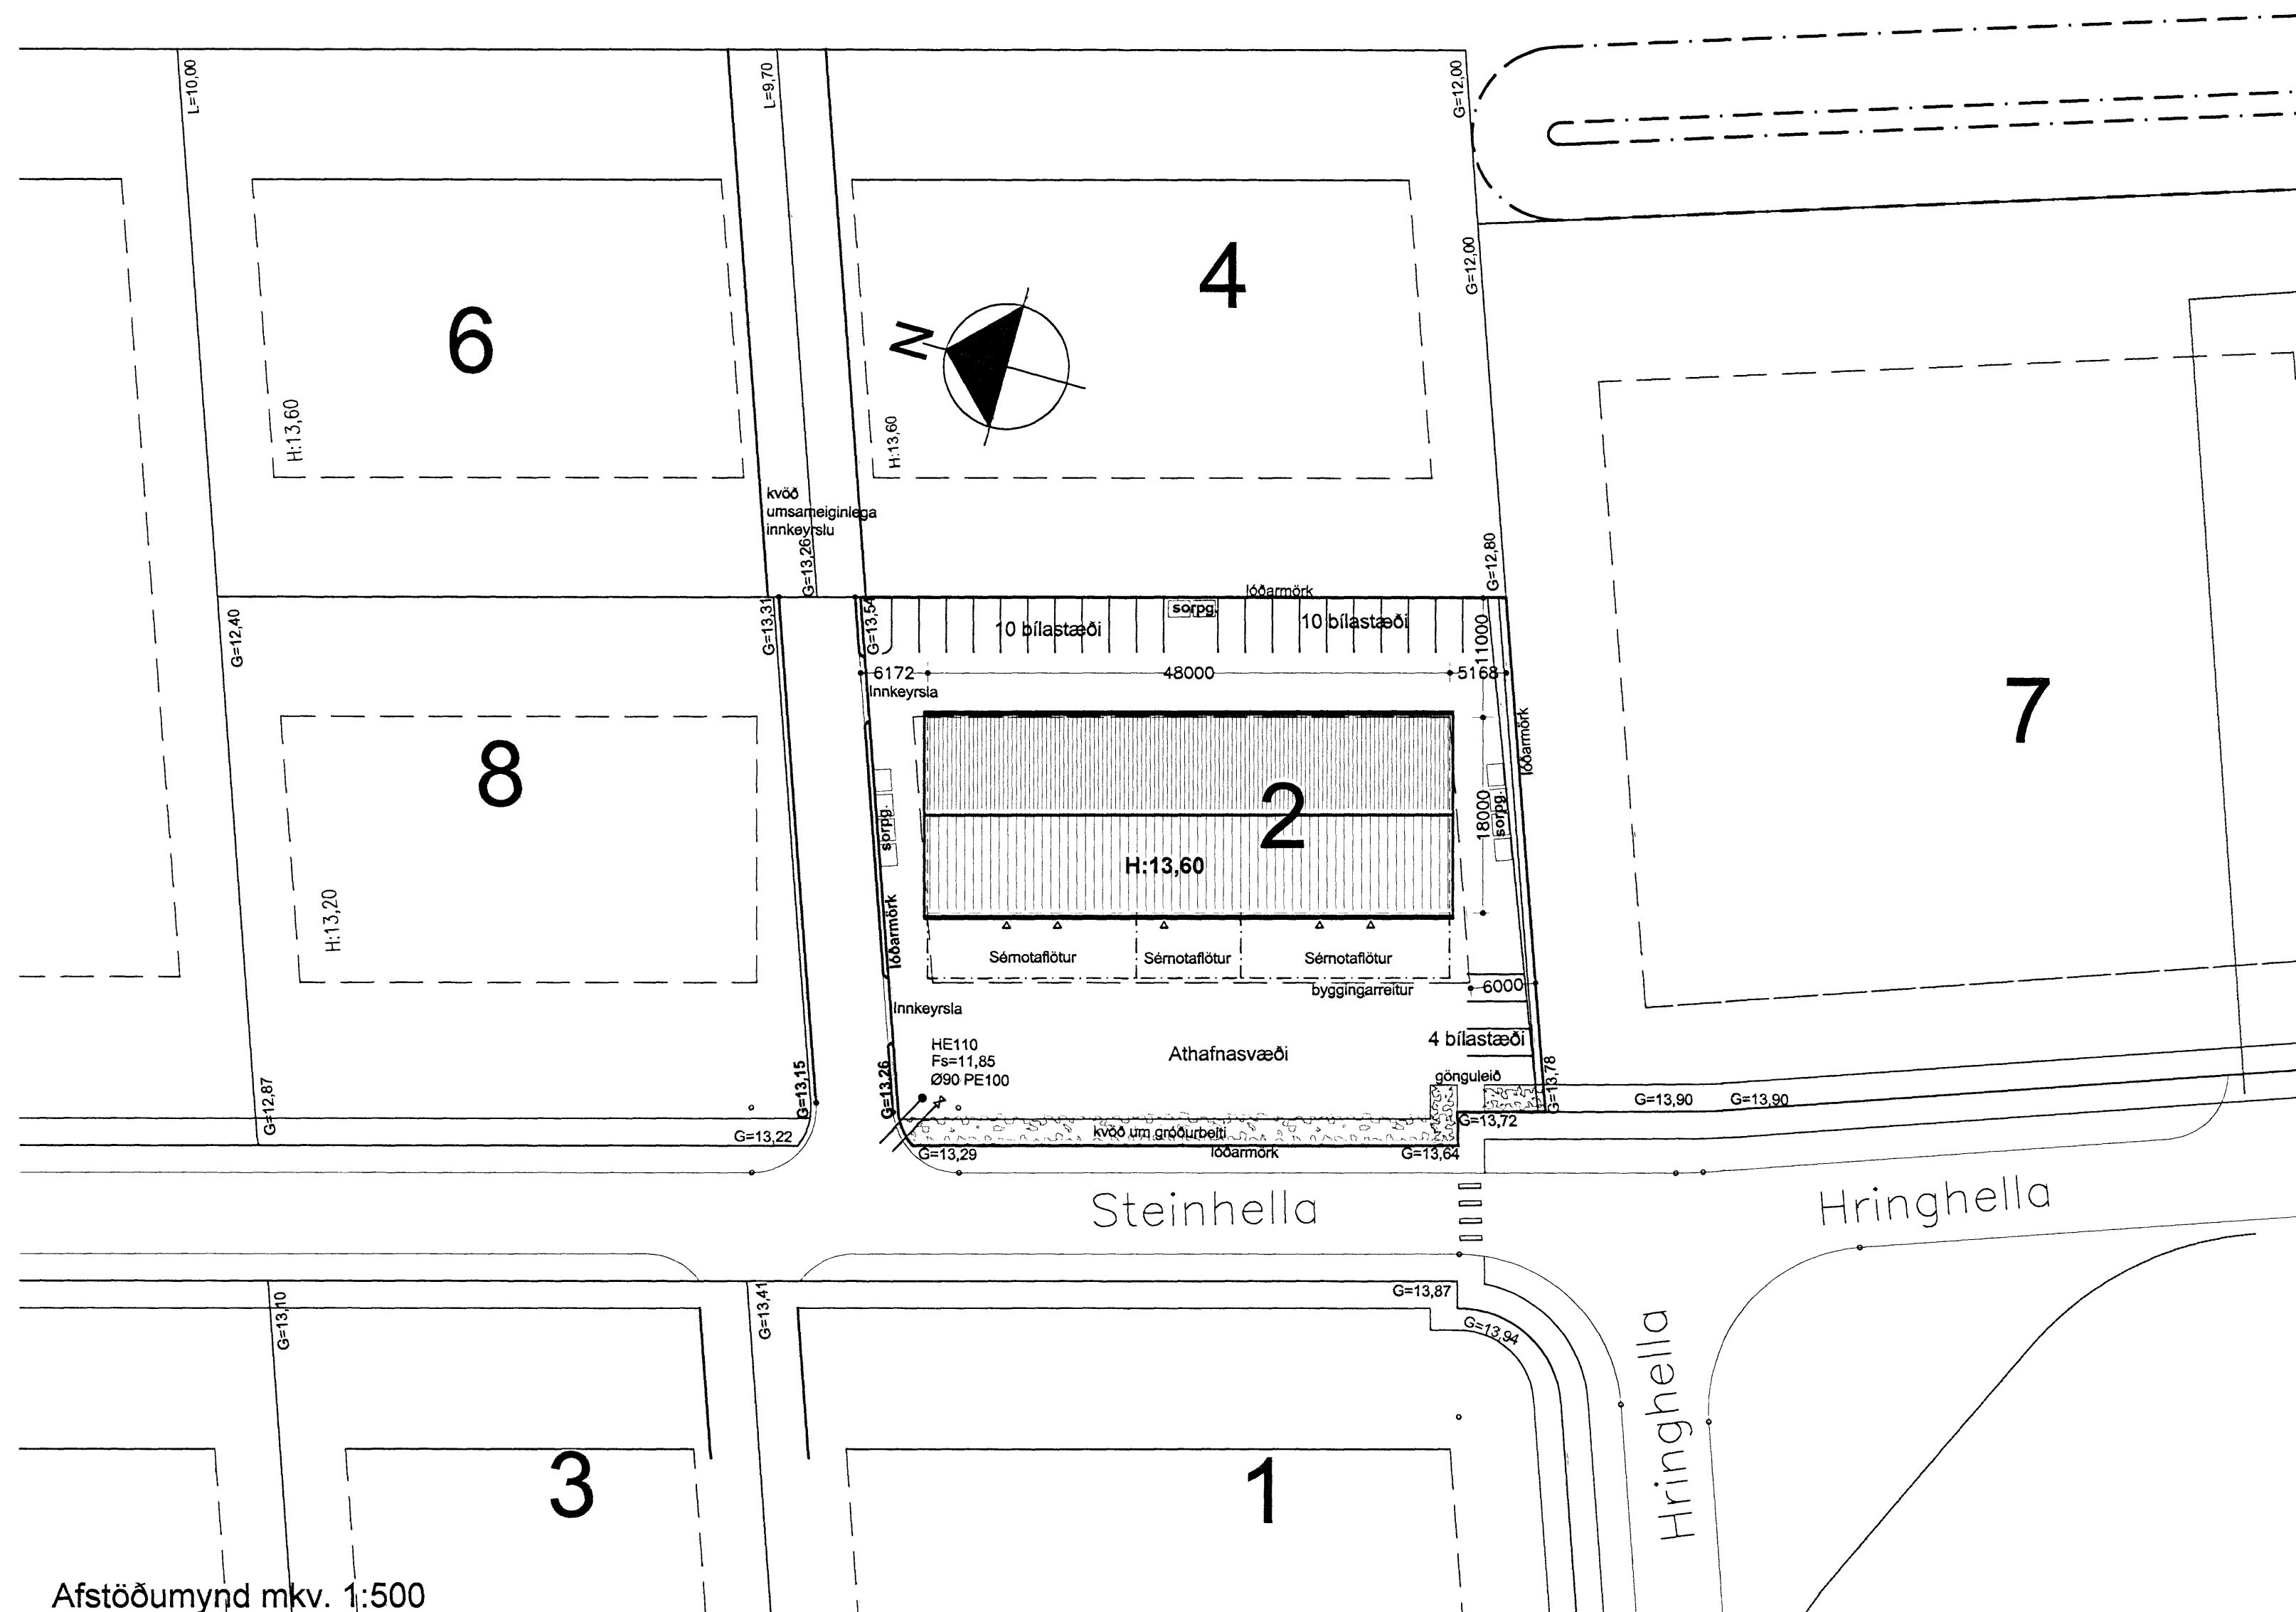 L=10,00
L=9,70
G=12,00
G=12,00
4
6
N
H:13,60
H:13,60
kvöð
umsameiginlega
innkeyrslu
G=13,26
G=12,80
lóðarmörk
G=12,40
G=13,31
G=13,54
10 bílastæði
sorpg.
10 bílastæði
11000
6172
48000
5168
Innkeyrsla
7
8
lóðarmörk
2
18000
sorpg.
sorpg.
H:13,60
H:13,20
lóðarmörk
Sérnotaflötur
Sérnotaflötur
Sérnotaflötur
byggingarreitur
6000
Innkeyrsla
HE110
Fs=11,85
Ø90 PE100
Athafnasvæði
4 bílastæði
gönguleið
G=12,87
G=13,15
G=13,26
G=13,78
G=13,90
G=13,90
G=13,22
kvöð um gróðurbelti
G=13,72
G=13,29
lóðarmörk
G=13,64
Steinhella
Hringhella
G=13,10
G=13,41
G=13,87
G=13,94
Hringhella
3
1
Afstöðumynd mkv. 1:500